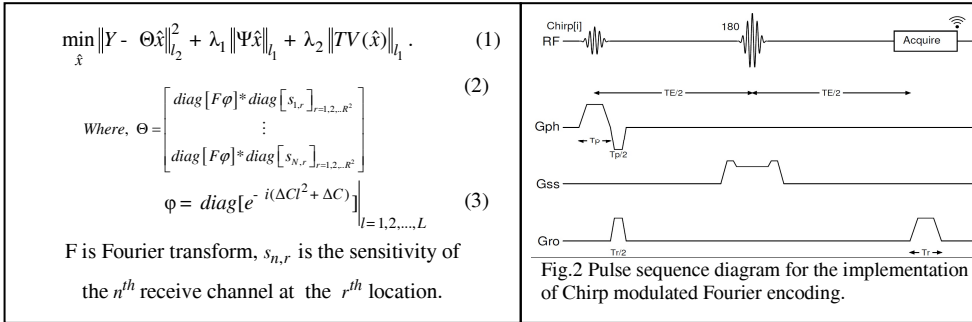 min_{x̂} ‖Y - Θx̂‖²_{l₂} + λ₁‖Ψx̂‖_{l₁} + λ₂‖TV(x̂)‖_{l₁}. (1)
(2)
Where, Θ = [diag[Fφ]*diag[s_{1,r}]_{r=1,2,..R²}
⋮
diag[Fφ]*diag[s_{N,r}]_{r=1,2,..R²}]
φ = diag[e^{- i(ΔCl² + ΔC)}]|_{l=1,2,...,L} (3)
F is Fourier transform, s_{n,r} is the sensitivity of
the n^{th} receive channel at the r^{th} location.
Chirp[i]
RF
180
Acquire
TE/2
TE/2
Gph
Tp
Tp/2
Gss
Gro
Tr/2
Tr
Fig.2 Pulse sequence diagram for the implementation
of Chirp modulated Fourier encoding.